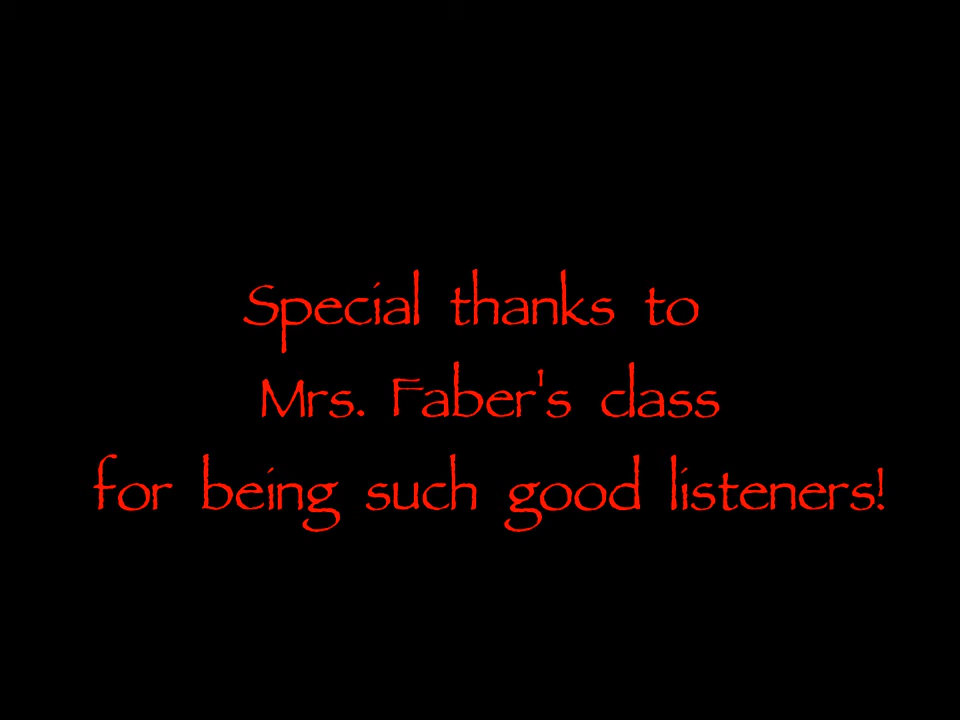 Special thanks to
Mrs. Faber's class
for being such good listeners!